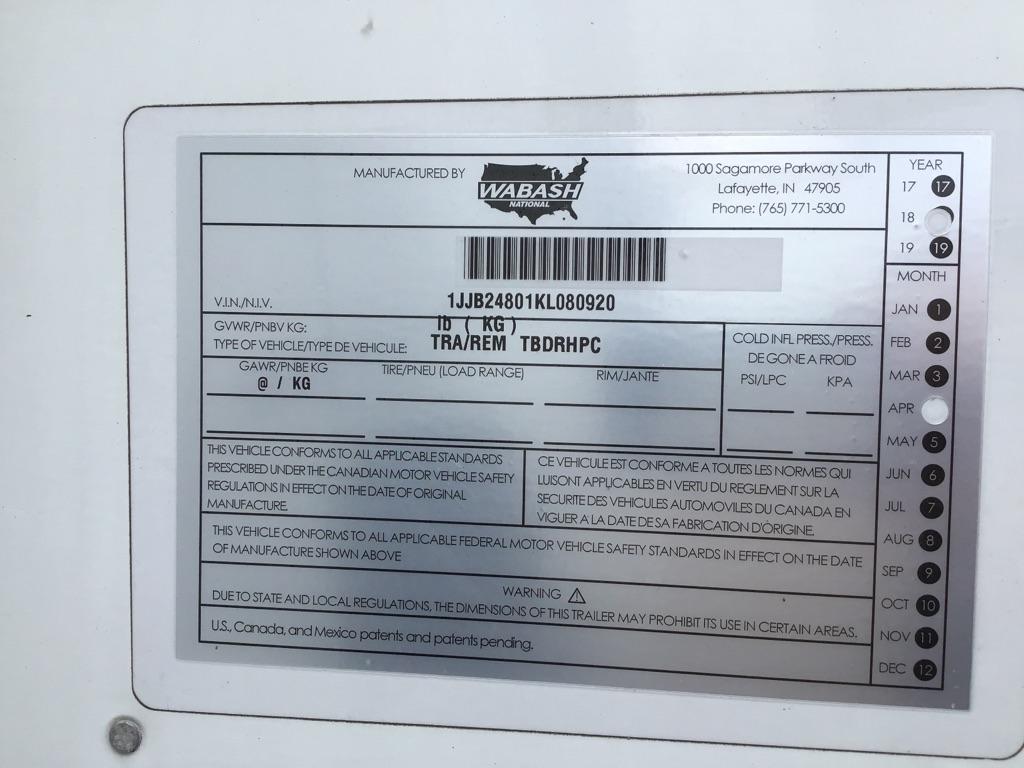 MANUFACTURED BY
WABASH
NATIONAL
1000 Sagamore Parkway South
Lafayette, IN 47905
Phone: (765) 771-5300
YEAR
17 17
18
19 19
V.I.N./N.I.V. 1JJB24801KL080920
GVWR/PNBV KG: lb ( KG )
TYPE OF VEHICLE/TYPE DE VEHICULE: TRA/REM TBDRHPC
COLD INFL PRESS./PRESS.
DE GONE A FROID
PSI/LPC KPA
GAWR/PNBE KG TIRE/PNEU (LOAD RANGE) RIM/JANTE
@ / KG
THIS VEHICLE CONFORMS TO ALL APPLICABLE STANDARDS
PRESCRIBED UNDER THE CANADIAN MOTOR VEHICLE SAFETY
REGULATIONS IN EFFECT ON THE DATE OF ORIGINAL
MANUFACTURE.
CE VEHICULE EST CONFORME A TOUTES LES NORMES QUI
LUISONT APPLICABLES EN VERTU DU REGLEMENT SUR LA
SECURITE DES VEHICULES AUTOMOVILES DU CANADA EN
VIGUER A LA DATE DE SA FABRICATION D'ORIGINE.
THIS VEHICLE CONFORMS TO ALL APPLICABLE FEDERAL MOTOR VEHICLE SAFETY STANDARDS IN EFFECT ON THE DATE
OF MANUFACTURE SHOWN ABOVE
WARNING
DUE TO STATE AND LOCAL REGULATIONS, THE DIMENSIONS OF THIS TRAILER MAY PROHIBIT ITS USE IN CERTAIN AREAS.
U.S., Canada, and Mexico patents and patents pending.
MONTH
JAN 1
FEB 2
MAR 3
APR
MAY 5
JUN 6
JUL 7
AUG 8
SEP 9
OCT 10
NOV 11
DEC 12